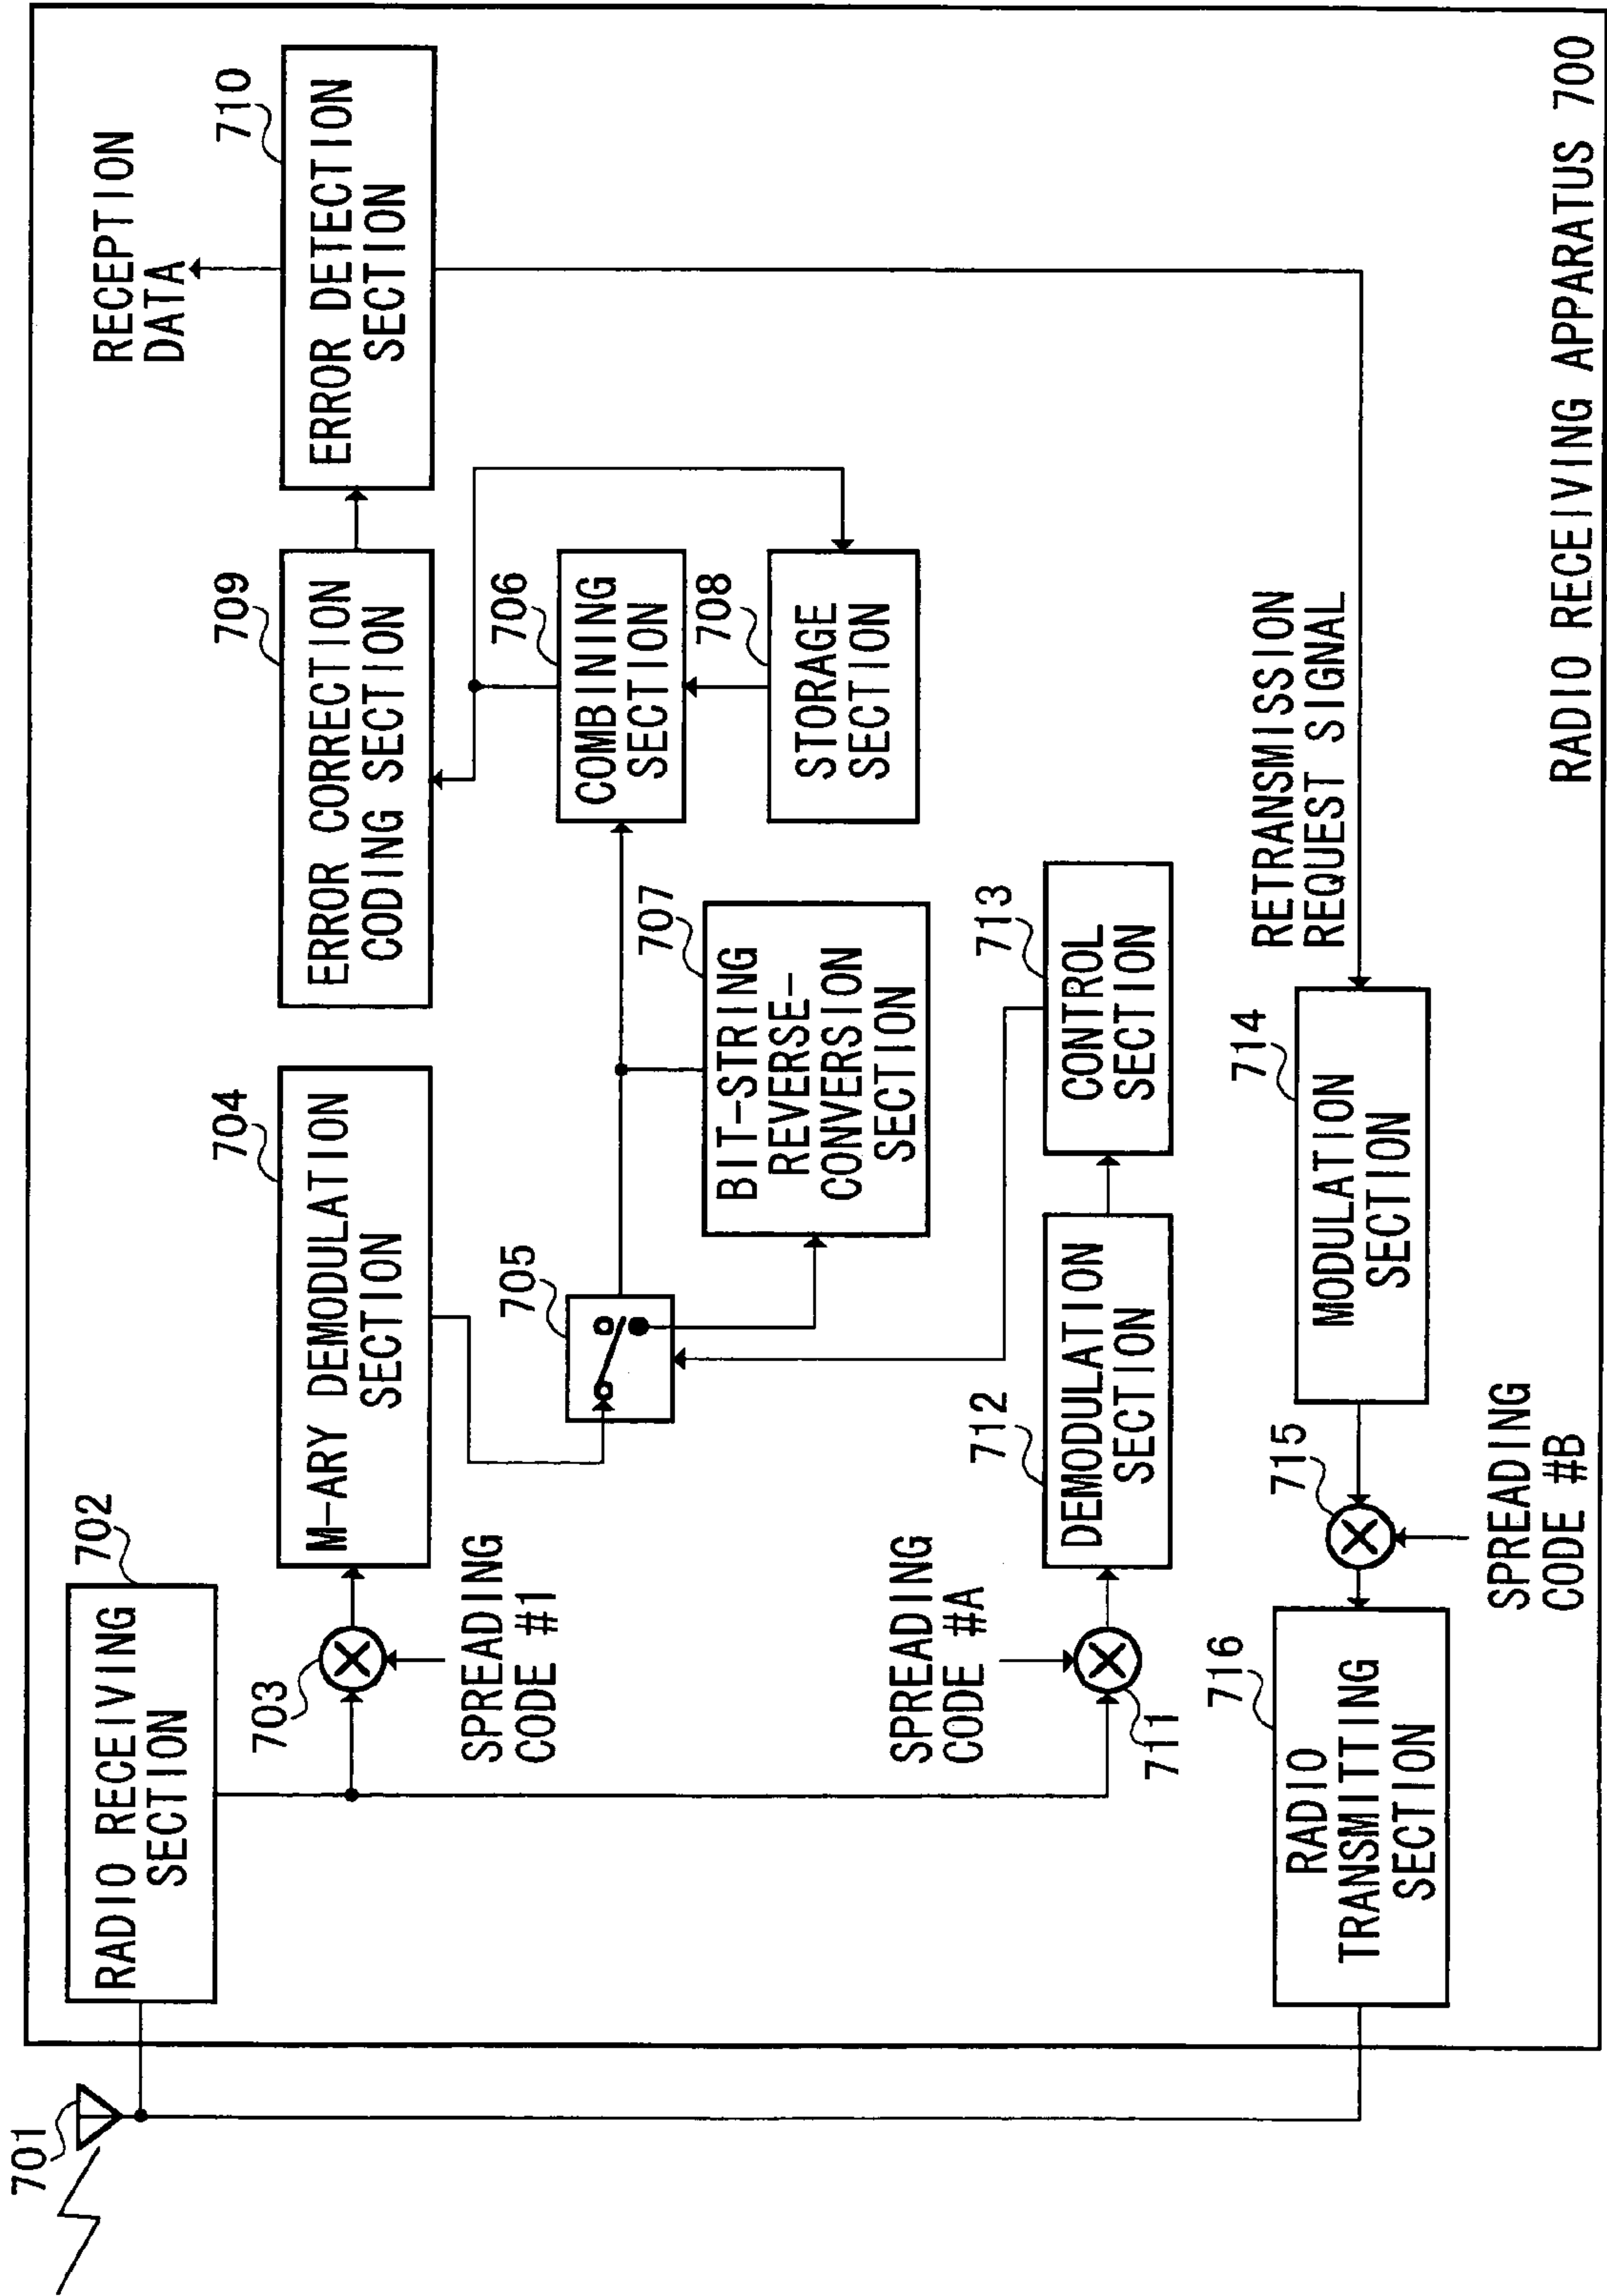 701
702
RADIO RECEIVING
SECTION
703
SPREADING
CODE #1
704
M-ARY DEMODULATION
SECTION
705
709
ERROR CORRECTION
CODING SECTION
706
COMBINING
SECTION
707
BIT-STRING
REVERSE-
CONVERSION
SECTION
708
STORAGE
SECTION
RECEPTION
DATA
710
ERROR DETECTION
SECTION
SPREADING
CODE #A
711
712
DEMODULATION
SECTION
713
CONTROL
SECTION
716
RADIO
TRANSMITTING
SECTION
715
SPREADING
CODE #B
714
MODULATION
SECTION
RETRANSMISSION
REQUEST SIGNAL
RADIO RECEIVING APPARATUS 700